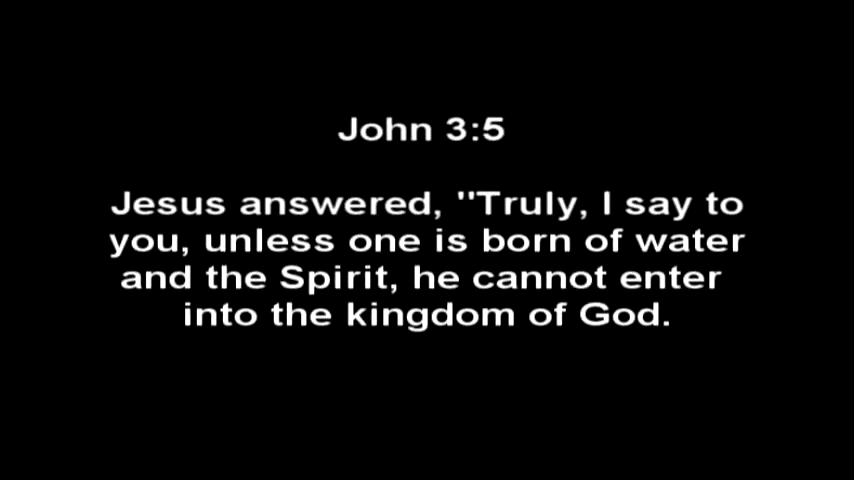 John 3:5
Jesus answered, "Truly, I say to
you, unless one is born of water
and the Spirit, he cannot enter
into the kingdom of God.